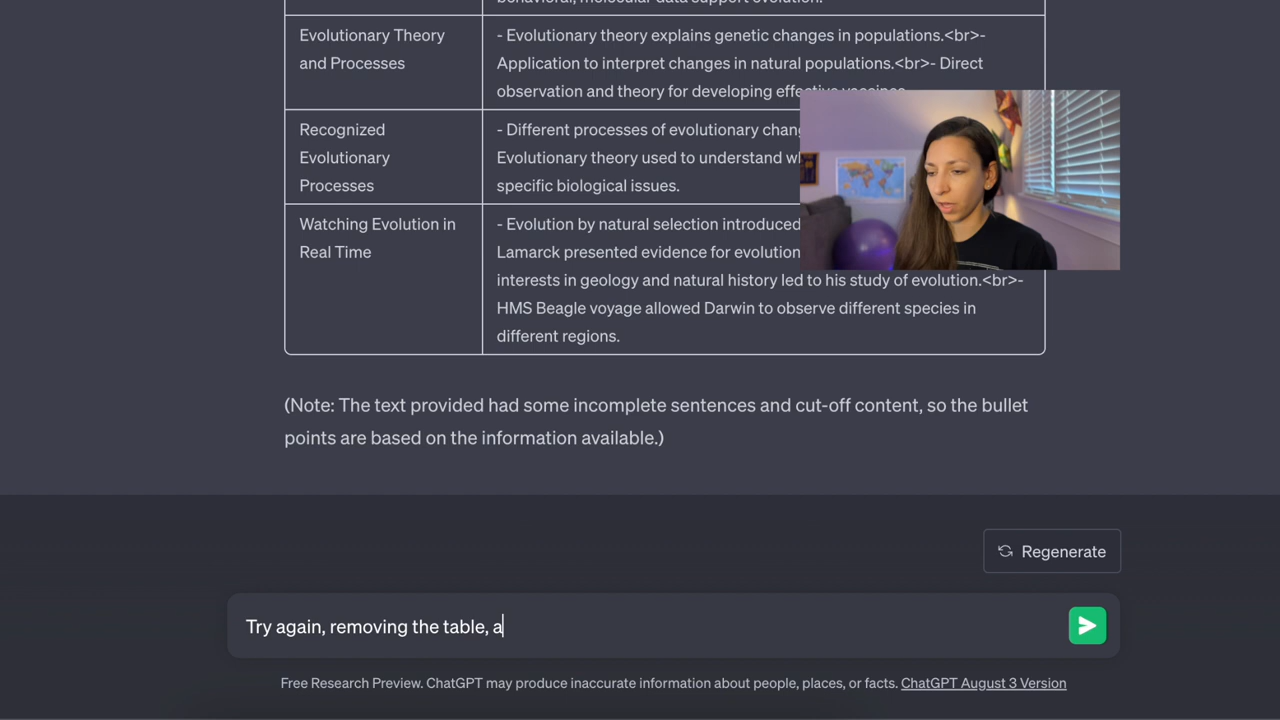 behavioral, molecular data support evolution.
Evolutionary Theory
and Processes
- Evolutionary theory explains genetic changes in populations.<br>-
Application to interpret changes in natural populations.<br>- Direct
observation and theory for developing effective vaccines.
Recognized
Evolutionary
Processes
- Different processes of evolutionary
Evolutionary theory used to understand
specific biological issues.
Watching Evolution in
Real Time
- Evolution by natural selection introduced
Lamarck presented evidence for evolution
interests in geology and natural history led to his study of evolution.<br>-
HMS Beagle voyage allowed Darwin to observe different species in
different regions.
(Note: The text provided had some incomplete sentences and cut-off content, so the bullet
points are based on the information available.)
Regenerate
Try again, removing the table, a
Free Research Preview. ChatGPT may produce inaccurate information about people, places, or facts. ChatGPT August 3 Version